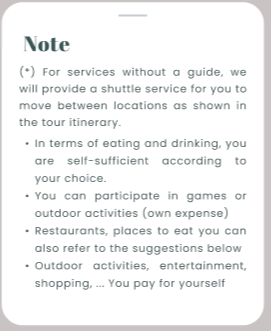 Note
(*) For services without a guide, we
will provide a shuttle service for you to
move between locations as shown in
the tour itinerary.
• In terms of eating and drinking, you
are self-sufficient according to
your choice.
• You can participate in games or
outdoor activities (own expense)
• Restaurants, places to eat you can
also refer to the suggestions below
• Outdoor activities, entertainment,
shopping, ... You pay for yourself